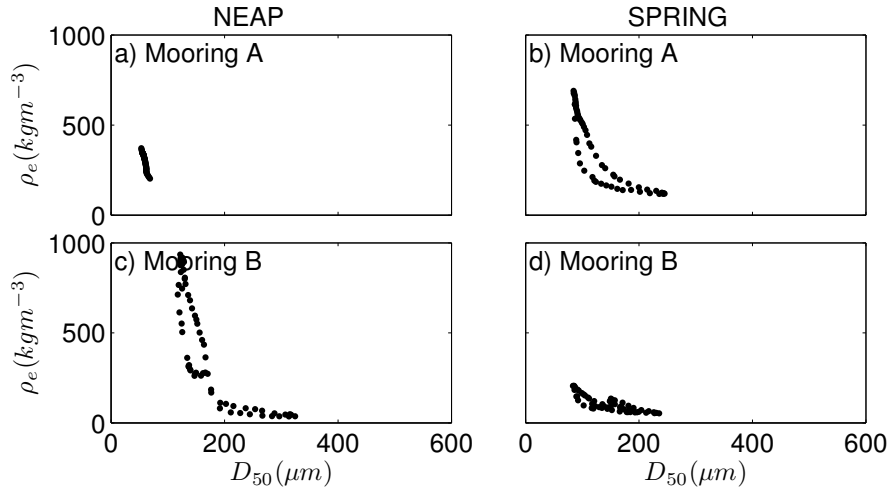 NEAP SPRING
1000 a) Mooring A b) Mooring A
ρe(kgm−3) 500
0
1000 c) Mooring B d) Mooring B
ρe(kgm−3) 500
0
0 200 400 600 0 200 400 600
D50(μm) D50(μm)